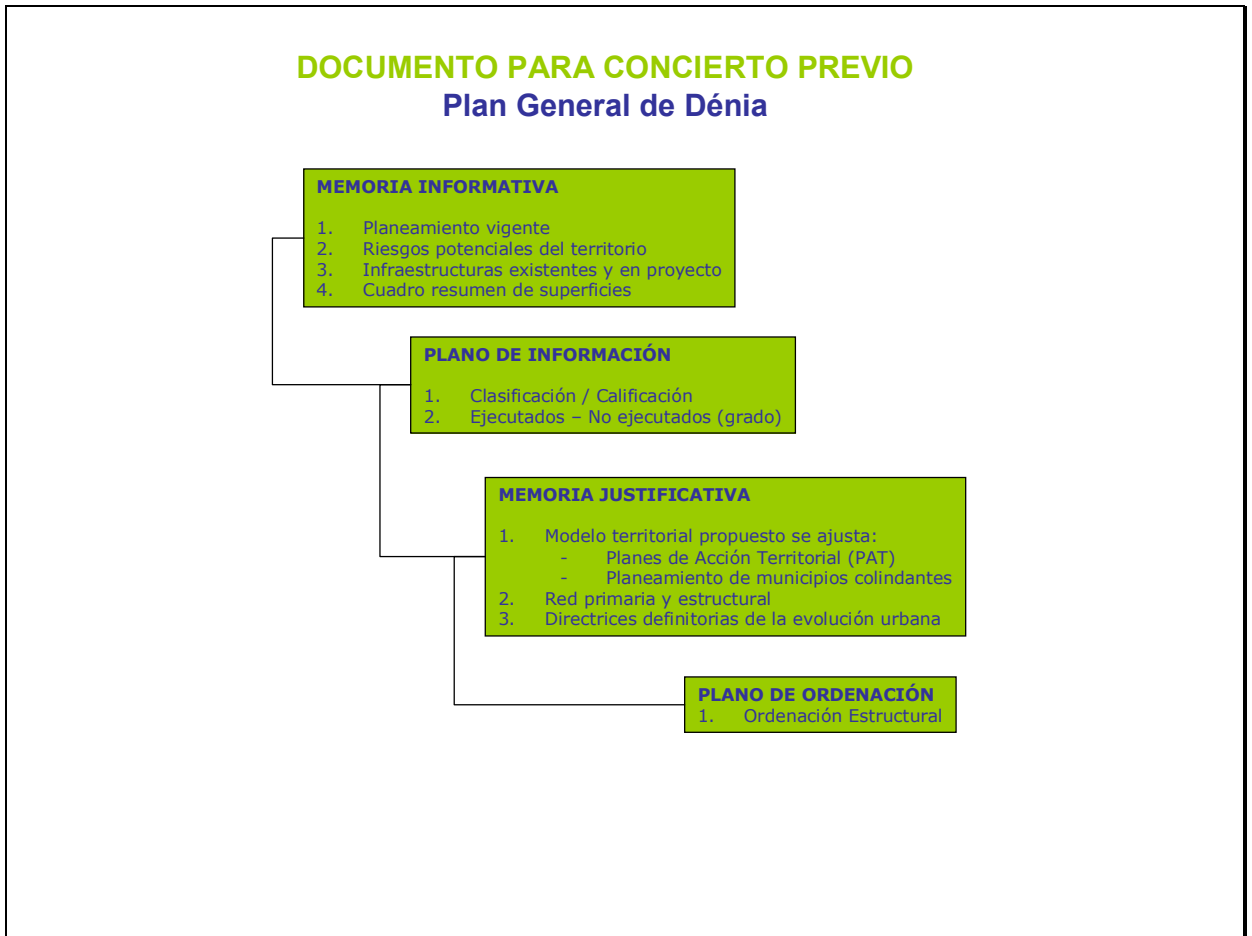 DOCUMENTO PARA CONCIERTO PREVIO
Plan General de Dénia
MEMORIA INFORMATIVA
1. Planeamiento vigente
2. Riesgos potenciales del territorio
3. Infraestructuras existentes y en proyecto
4. Cuadro resumen de superficies
PLANO DE INFORMACIÓN
1. Clasificación / Calificación
2. Ejecutados – No ejecutados (grado)
MEMORIA JUSTIFICATIVA
1. Modelo territorial propuesto se ajusta:
- Planes de Acción Territorial (PAT)
- Planeamiento de municipios colindantes
2. Red primaria y estructural
3. Directrices definitorias de la evolución urbana
PLANO DE ORDENACIÓN
1. Ordenación Estructural